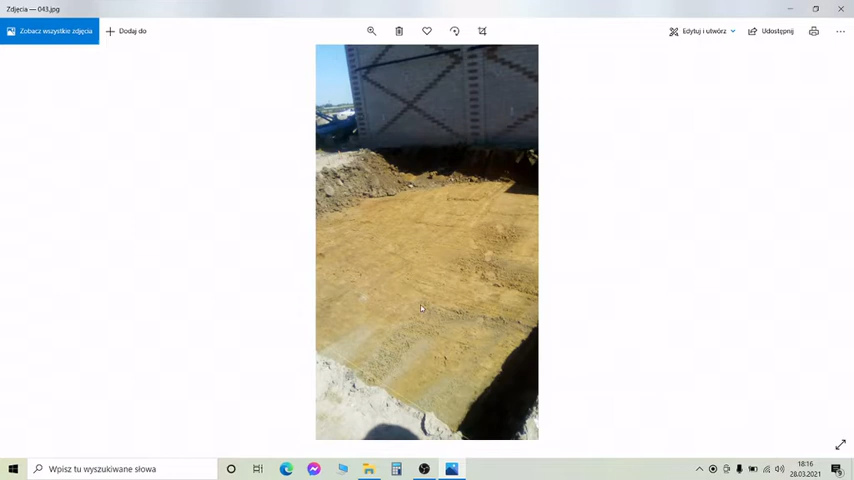 Zdjęcia — 043.jpg
Zobacz wszystkie zdjęcia
Dodaj do
Edytuj i utwórz
Udostępnij
Wpisz tu wyszukiwane słowa
18:16
28.03.2021